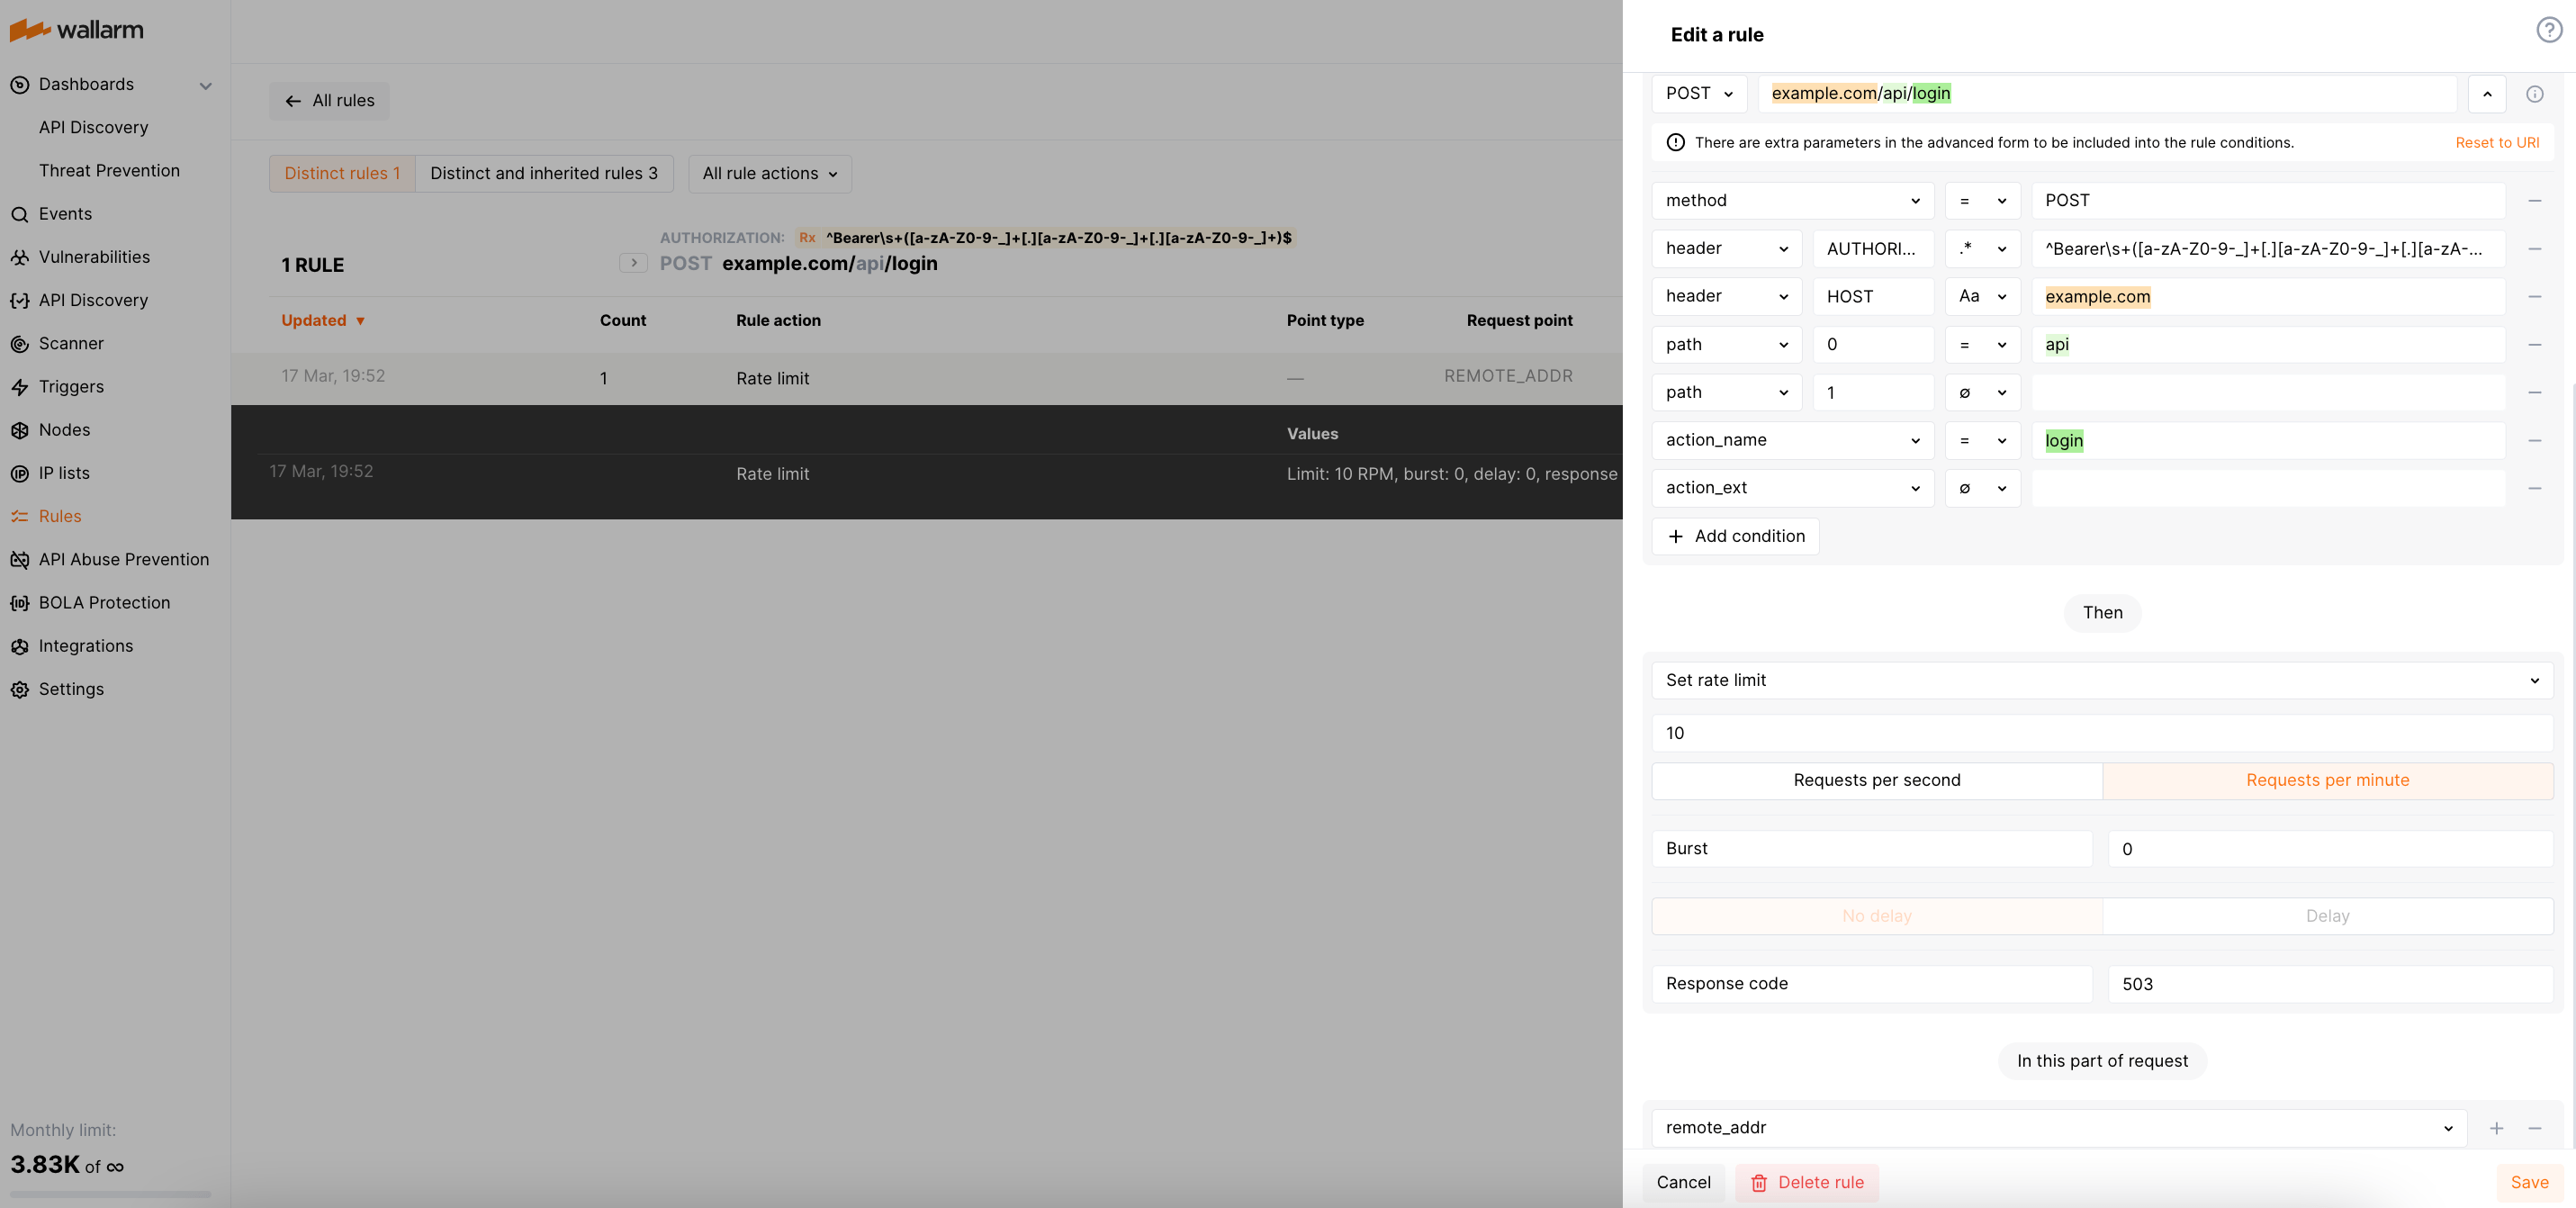 wallarm
Dashboards
API Discovery
Threat Prevention
Events
Vulnerabilities
API Discovery
Scanner
Triggers
Nodes
IP lists
Rules
API Abuse Prevention
BOLA Protection
Integrations
Settings
Monthly limit:
3.83K of ∞
← All rules
Distinct rules 1
Distinct and inherited rules 3
All rule actions
1 RULE
AUTHORIZATION: Rx ^Bearer\s+([a-zA-Z0-9-_]+[.][a-zA-Z0-9-_]+[.][a-zA-Z0-9-_]+)$
POST example.com/api/login
Updated ▼ Count Rule action Point type Request point
17 Mar, 19:52 1 Rate limit — REMOTE_ADDR
Values
17 Mar, 19:52 Rate limit Limit: 10 RPM, burst: 0, delay: 0, response
Edit a rule
POST example.com/api/login
There are extra parameters in the advanced form to be included into the rule conditions. Reset to URI
method = POST
header AUTHORI... .* ^Bearer\s+([a-zA-Z0-9-_]+[.][a-zA-Z0-9-_]+[.][a-zA-...
header HOST Aa example.com
path 0 = api
path 1 ∅
action_name = login
action_ext ∅
+ Add condition
Then
Set rate limit
10
Requests per second Requests per minute
Burst 0
No delay Delay
Response code 503
In this part of request
remote_addr + −
Cancel Delete rule Save